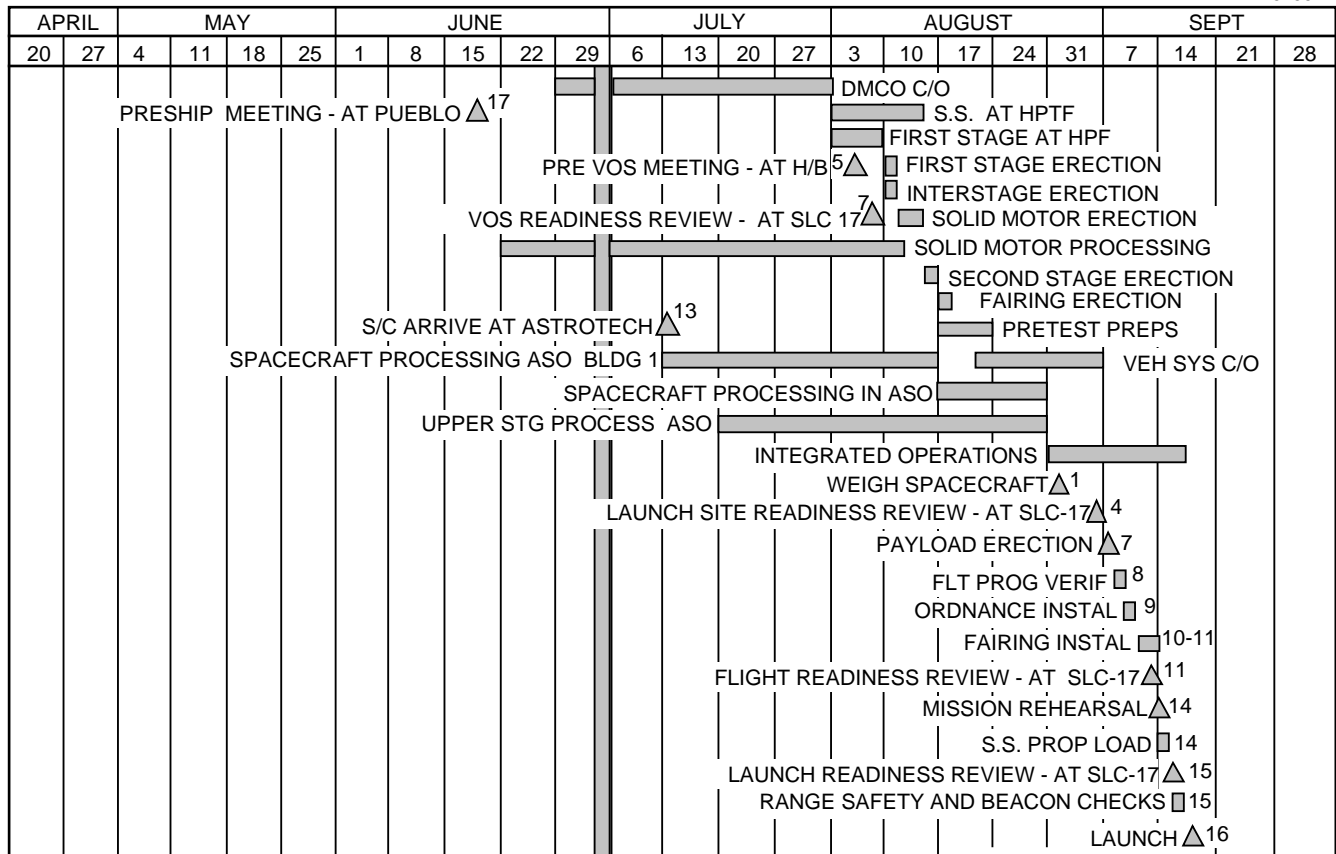 APRIL MAY JUNE JULY AUGUST SEPT
20 27 4 11 18 25 1 8 15 22 29 6 13 20 27 3 10 17 24 31 7 14 21 28
DMCO C/O
PRESHIP MEETING - AT PUEBLO 17
S.S. AT HPTF
FIRST STAGE AT HPF
PRE VOS MEETING - AT H/B 5 FIRST STAGE ERECTION
INTERSTAGE ERECTION
VOS READINESS REVIEW - AT SLC 17 7 SOLID MOTOR ERECTION
SOLID MOTOR PROCESSING
SECOND STAGE ERECTION
FAIRING ERECTION
S/C ARRIVE AT ASTROTECH 13 PRETEST PREPS
SPACECRAFT PROCESSING ASO BLDG 1 VEH SYS C/O
SPACECRAFT PROCESSING IN ASO
UPPER STG PROCESS ASO
INTEGRATED OPERATIONS
WEIGH SPACECRAFT 1
LAUNCH SITE READINESS REVIEW - AT SLC-17 4
PAYLOAD ERECTION 7
FLT PROG VERIF 8
ORDNANCE INSTAL 9
FAIRING INSTAL 10-11
FLIGHT READINESS REVIEW - AT SLC-17 11
MISSION REHEARSAL 14
S.S. PROP LOAD 14
LAUNCH READINESS REVIEW - AT SLC-17 15
RANGE SAFETY AND BEACON CHECKS 15
LAUNCH 16